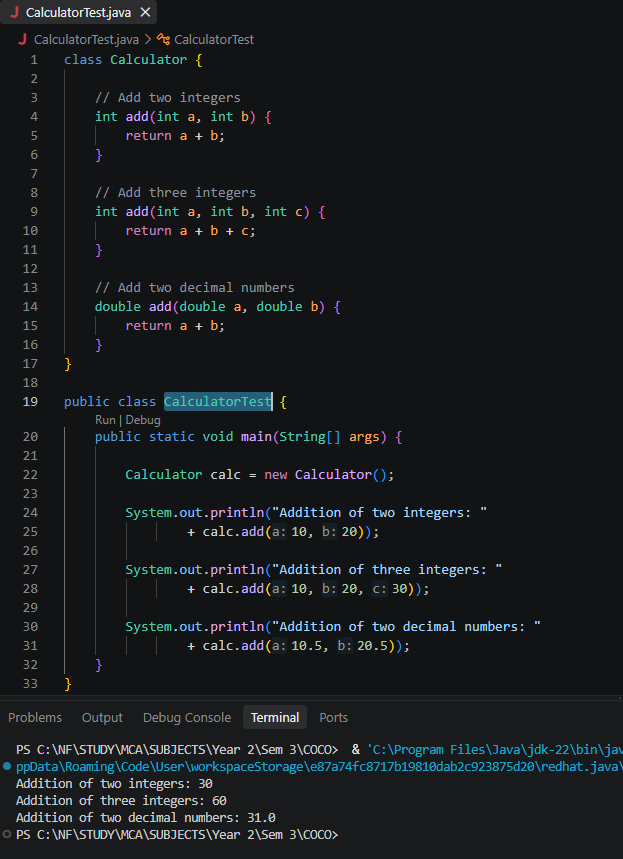 CalculatorTest.java
CalculatorTest.java > CalculatorTest
1 class Calculator {
2
3 // Add two integers
4 int add(int a, int b) {
5 return a + b;
6 }
7
8 // Add three integers
9 int add(int a, int b, int c) {
10 return a + b + c;
11 }
12
13 // Add two decimal numbers
14 double add(double a, double b) {
15 return a + b;
16 }
17 }
18
19 public class CalculatorTest {
Run | Debug
20 public static void main(String[] args) {
21
22 Calculator calc = new Calculator();
23
24 System.out.println("Addition of two integers: "
25 + calc.add(a: 10, b: 20));
26
27 System.out.println("Addition of three integers: "
28 + calc.add(a: 10, b: 20, c: 30));
29
30 System.out.println("Addition of two decimal numbers: "
31 + calc.add(a: 10.5, b: 20.5));
32 }
33 }
Problems Output Debug Console Terminal Ports
PS C:\NF\STUDY\MCA\SUBJECTS\Year 2\Sem 3\COCO> & 'C:\Program Files\Java\jdk-22\bin\jav
ppData\Roaming\Code\User\workspaceStorage\e87a74fc8717b19810dab2c923875d20\redhat.java\
Addition of two integers: 30
Addition of three integers: 60
Addition of two decimal numbers: 31.0
PS C:\NF\STUDY\MCA\SUBJECTS\Year 2\Sem 3\COCO>